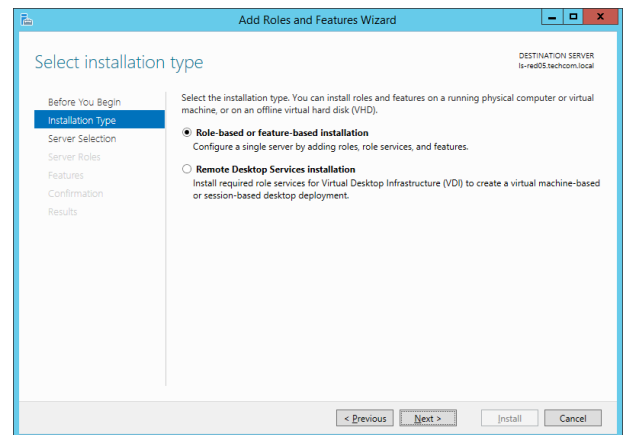 Add Roles and Features Wizard
Select installation type
DESTINATION SERVER
ls-red05.techcom.local
Before You Begin
Installation Type
Server Selection
Server Roles
Features
Confirmation
Results
Select the installation type. You can install roles and features on a running physical computer or virtual
machine, or on an offline virtual hard disk (VHD).
Role-based or feature-based installation
Configure a single server by adding roles, role services, and features.
Remote Desktop Services installation
Install required role services for Virtual Desktop Infrastructure (VDI) to create a virtual machine-based
or session-based desktop deployment.
< Previous Next > Install Cancel